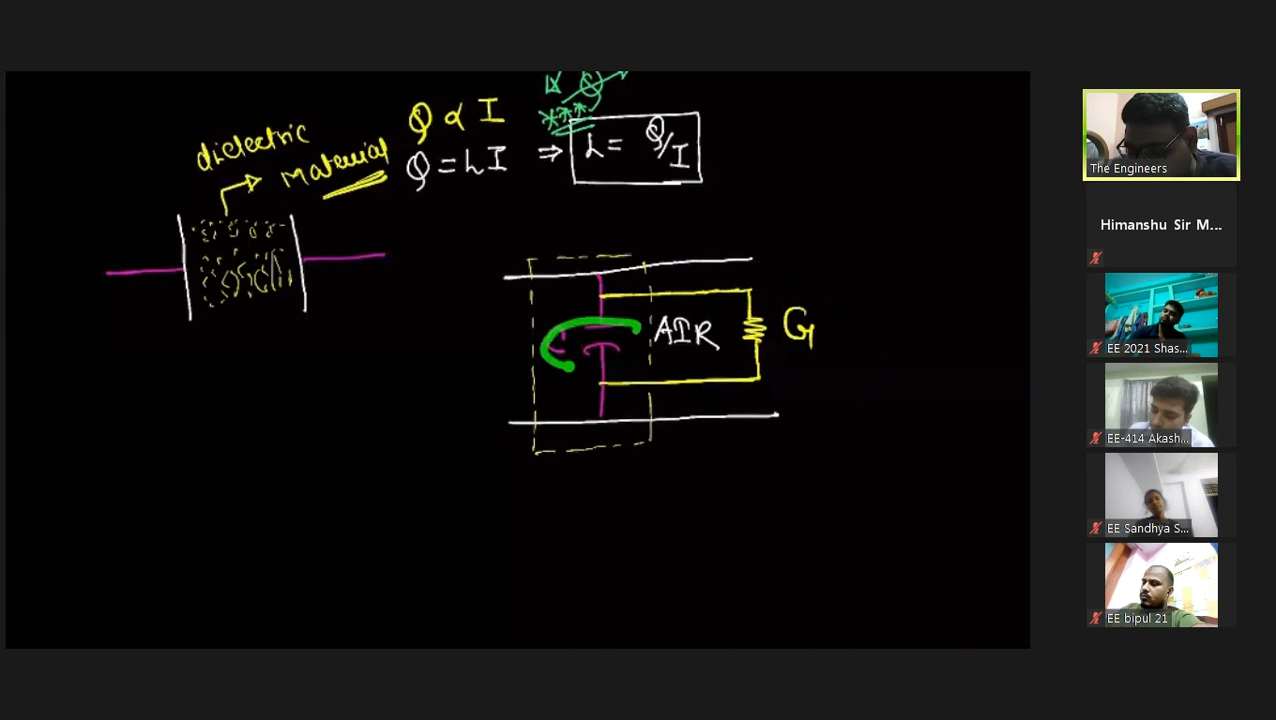 dielectric
material
Q ∝ I
Q = LI ⇒ L = Q/I
AIR
G
The Engineers
Himanshu Sir M...
EE 2021 Shas...
EE-414 Akash...
EE Sandhya S...
EE bipul 21